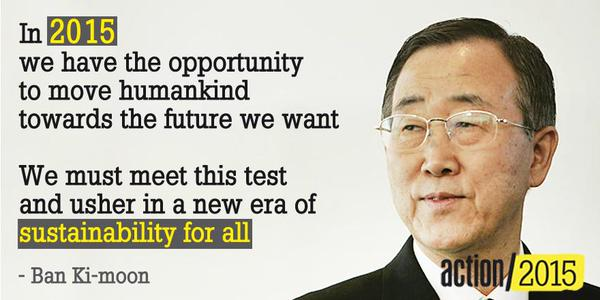 In 2015
we have the opportunity
to move humankind
towards the future we want
We must meet this test
and usher in a new era of
sustainability for all
- Ban Ki-moon
action/2015